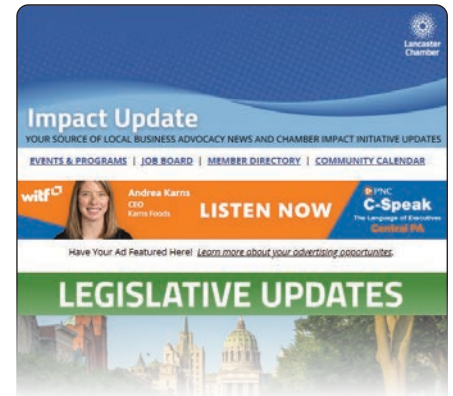 Lancaster
Chamber
Impact Update
YOUR SOURCE OF LOCAL BUSINESS ADVOCACY NEWS AND CHAMBER IMPACT INITIATIVE UPDATES
EVENTS & PROGRAMS | JOB BOARD | MEMBER DIRECTORY | COMMUNITY CALENDAR
witf
Andrea Karns
CEO
Karns Foods
LISTEN NOW
PNC
C-Speak
The Language of Executives
Central PA
Have Your Ad Featured Here! Learn more about your advertising opportunites.
LEGISLATIVE UPDATES